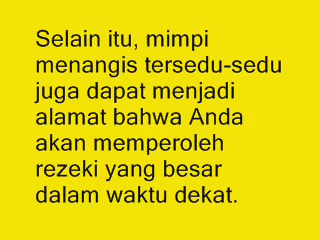 Selain itu, mimpi
menangis tersedu-sedu
juga dapat menjadi
alamat bahwa Anda
akan memperoleh
rezeki yang besar
dalam waktu dekat.